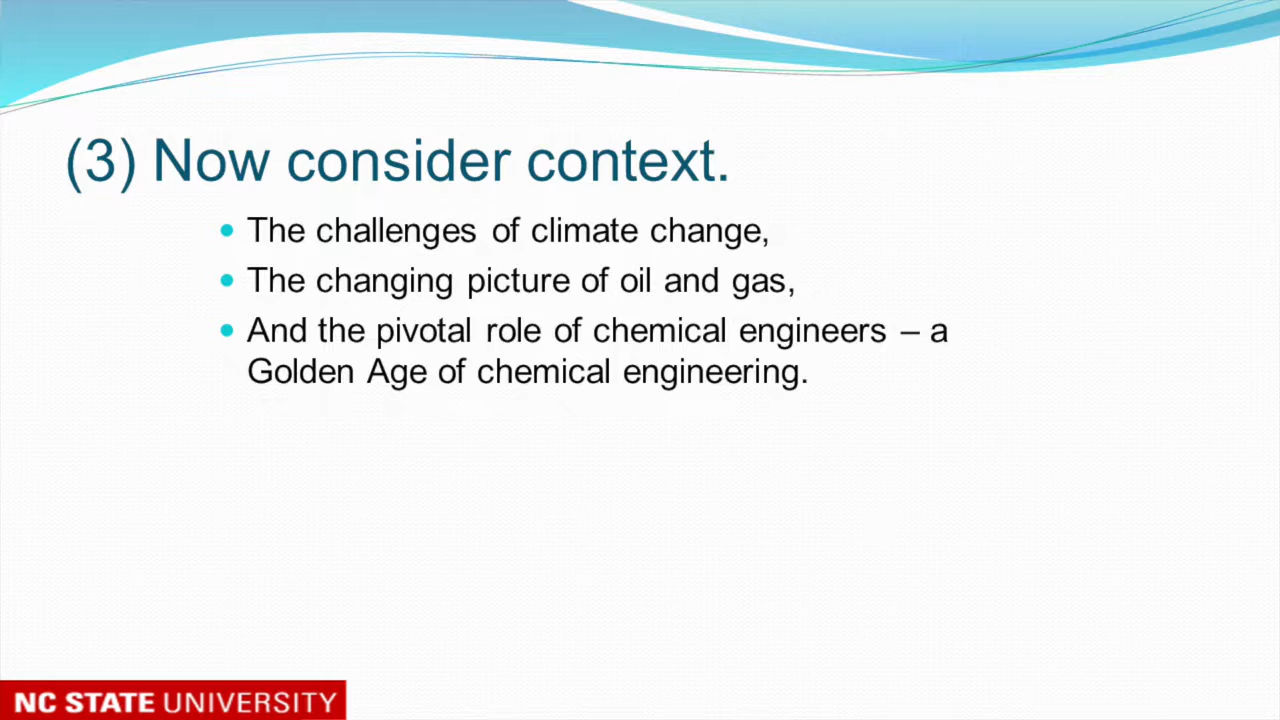 (3) Now consider context.
• The challenges of climate change,
• The changing picture of oil and gas,
• And the pivotal role of chemical engineers – a
Golden Age of chemical engineering.
NC STATE UNIVERSITY